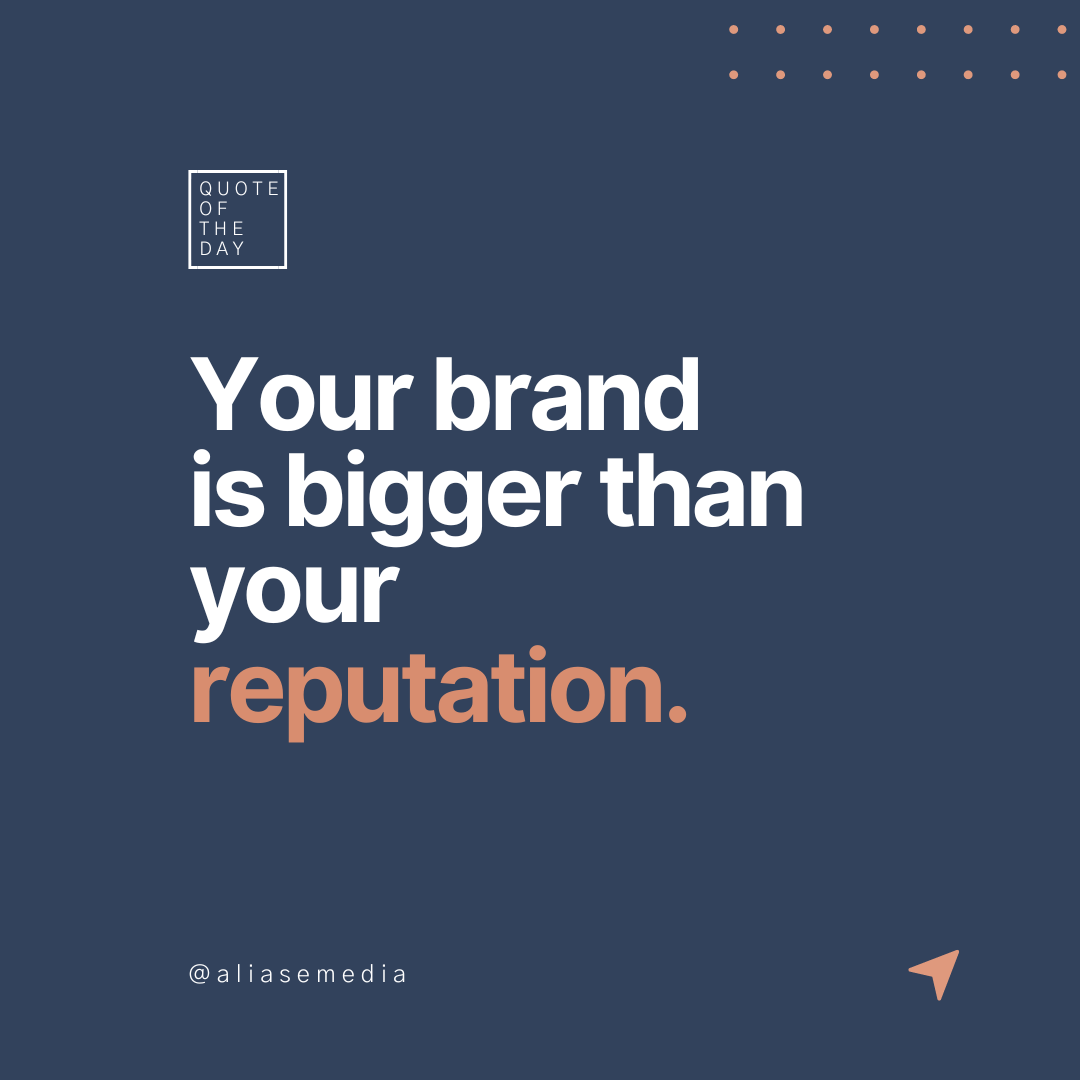 QUOTE
OF
THE
DAY
Your brand
is bigger than
your
reputation.
@aliasemedia